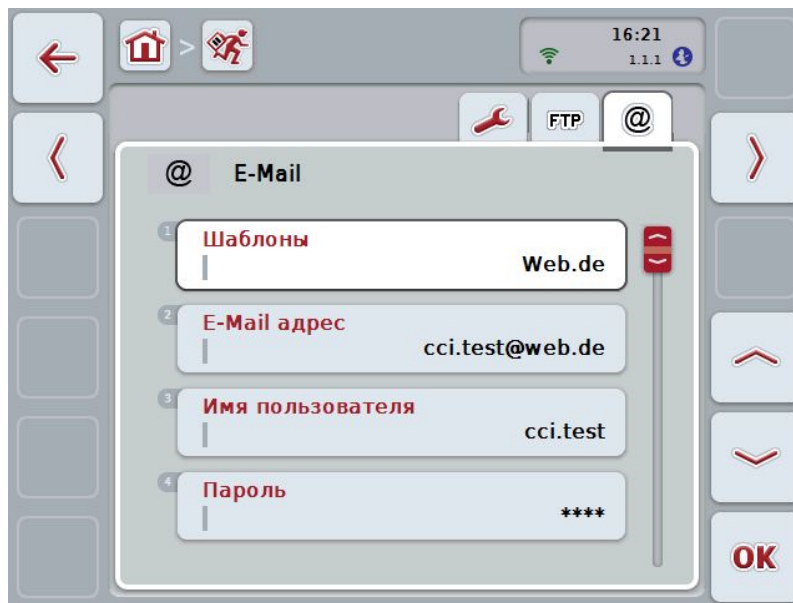 16:21
1.1.1
FTP
@
@ E-Mail
1
Шаблоны
Web.de
2
E-Mail адрес
cci.test@web.de
3
Имя пользователя
cci.test
4
Пароль
****
OK